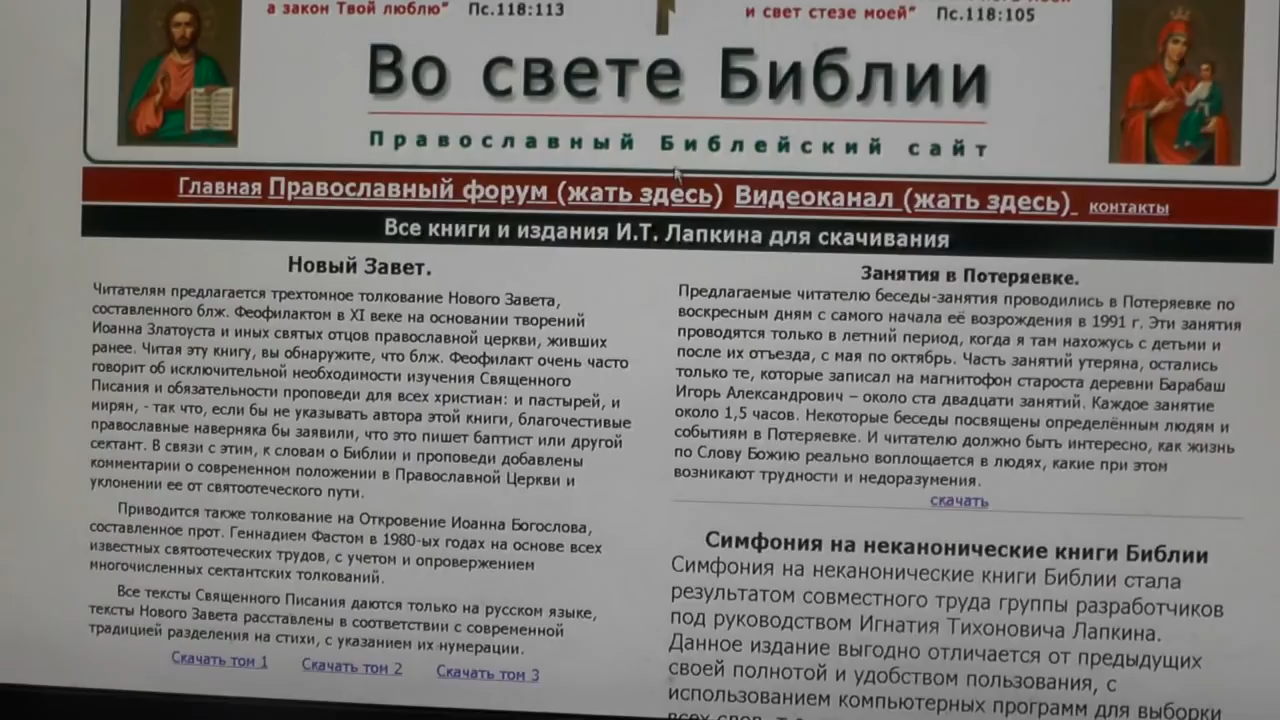 а закон Твой люблю" Пс.118:113
и свет стезе моей" Пс.118:105
Во свете Библии
Православный Библейский сайт
Главная Православный форум (жать здесь) Видеоканал (жать здесь) контакты
Все книги и издания И.Т. Лапкина для скачивания
Новый Завет.
Читателям предлагается трехтомное толкование Нового Завета,
составленного блж. Феофилактом в XI веке на основании творений
Иоанна Златоуста и иных святых отцов православной церкви, живших
ранее. Читая эту книгу, вы обнаружите, что блж. Феофилакт очень часто
говорит об исключительной необходимости изучения Священного
Писания и обязательности проповеди для всех христиан: и пастырей, и
мирян, - так что, если бы не указывать автора этой книги, благочестивые
православные наверняка бы заявили, что это пишет баптист или другой
сектант. В связи с этим, к словам о Библии и проповеди добавлены
комментарии о современном положении в Православной Церкви и
уклонении ее от святоотеческого пути.
Приводится также толкование на Откровение Иоанна Богослова,
составленное прот. Геннадием Фастом в 1980-ых годах на основе всех
известных святоотеческих трудов, с учетом и опровержением
многочисленных сектантских толкований.
Все тексты Священного Писания даются только на русском языке,
тексты Нового Завета расставлены в соответствии с современной
традицией разделения на стихи, с указанием их нумерации.
Скачать том 1 Скачать том 2 Скачать том 3
Занятия в Потеряевке.
Предлагаемые читателю беседы-занятия проводились в Потеряевке по
воскресным дням с самого начала её возрождения в 1991 г. Эти занятия
проводятся только в летний период, когда я там нахожусь с детьми и
после их отъезда, с мая по октябрь. Часть занятий утеряна, остались
только те, которые записал на магнитофон староста деревни Барабаш
Игорь Александрович – около ста двадцати занятий. Каждое занятие
около 1,5 часов. Некоторые беседы посвящены определённым людям и
событиям в Потеряевке. И читателю должно быть интересно, как жизнь
по Слову Божию реально воплощается в людях, какие при этом
возникают трудности и недоразумения.
скачать
Симфония на неканонические книги Библии
Симфония на неканонические книги Библии стала
результатом совместного труда группы разработчиков
под руководством Игнатия Тихоновича Лапкина.
Данное издание выгодно отличается от предыдущих
своей полнотой и удобством пользования, с
использованием компьютерных программ для выборки